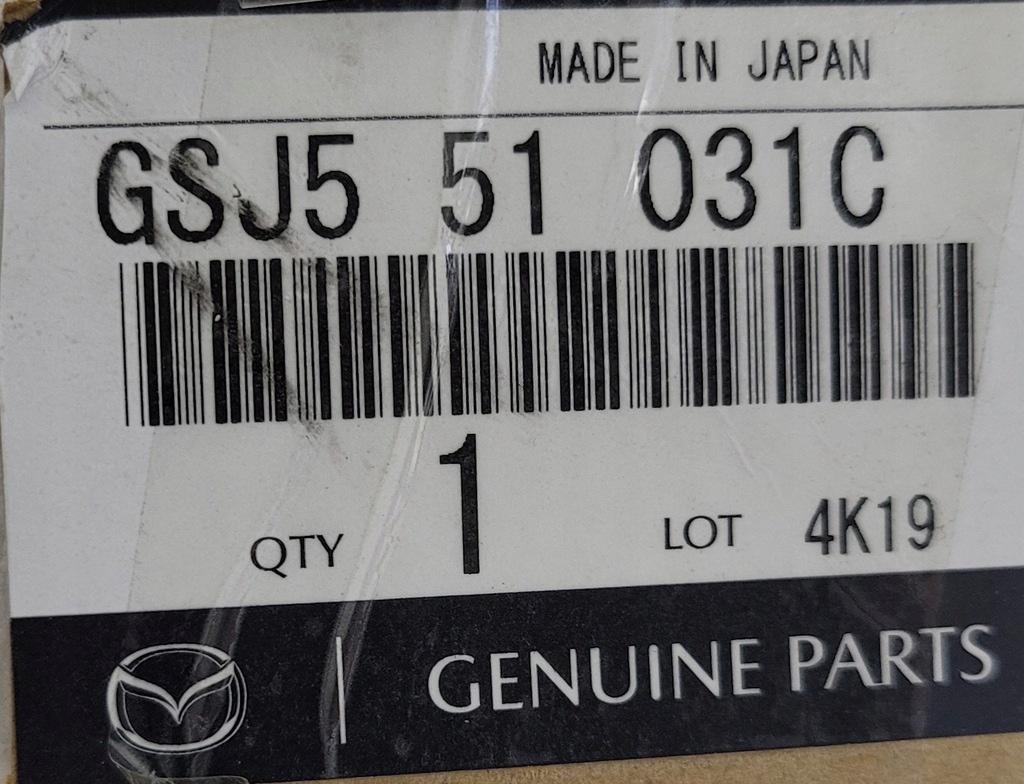 MADE IN JAPAN
GSJ5 51 031C
QTY 1 LOT 4K19
GENUINE PARTS